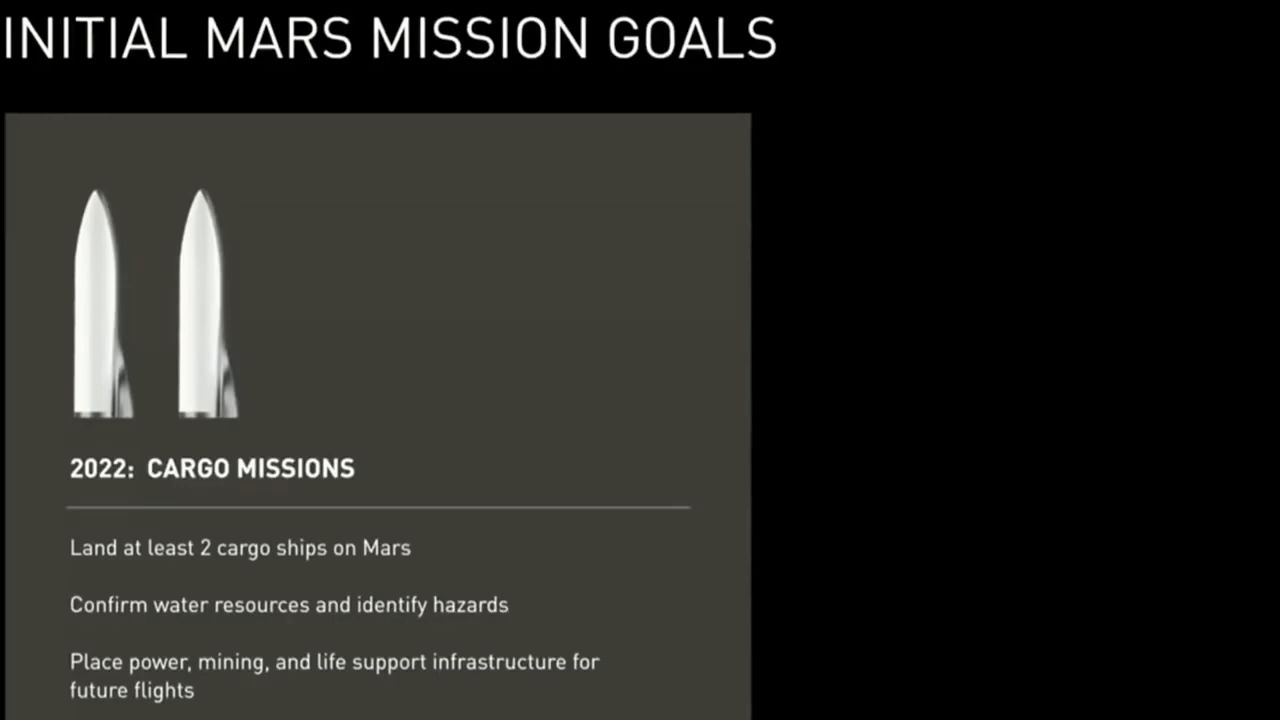 INITIAL MARS MISSION GOALS
2022: CARGO MISSIONS
Land at least 2 cargo ships on Mars
Confirm water resources and identify hazards
Place power, mining, and life support infrastructure for
future flights